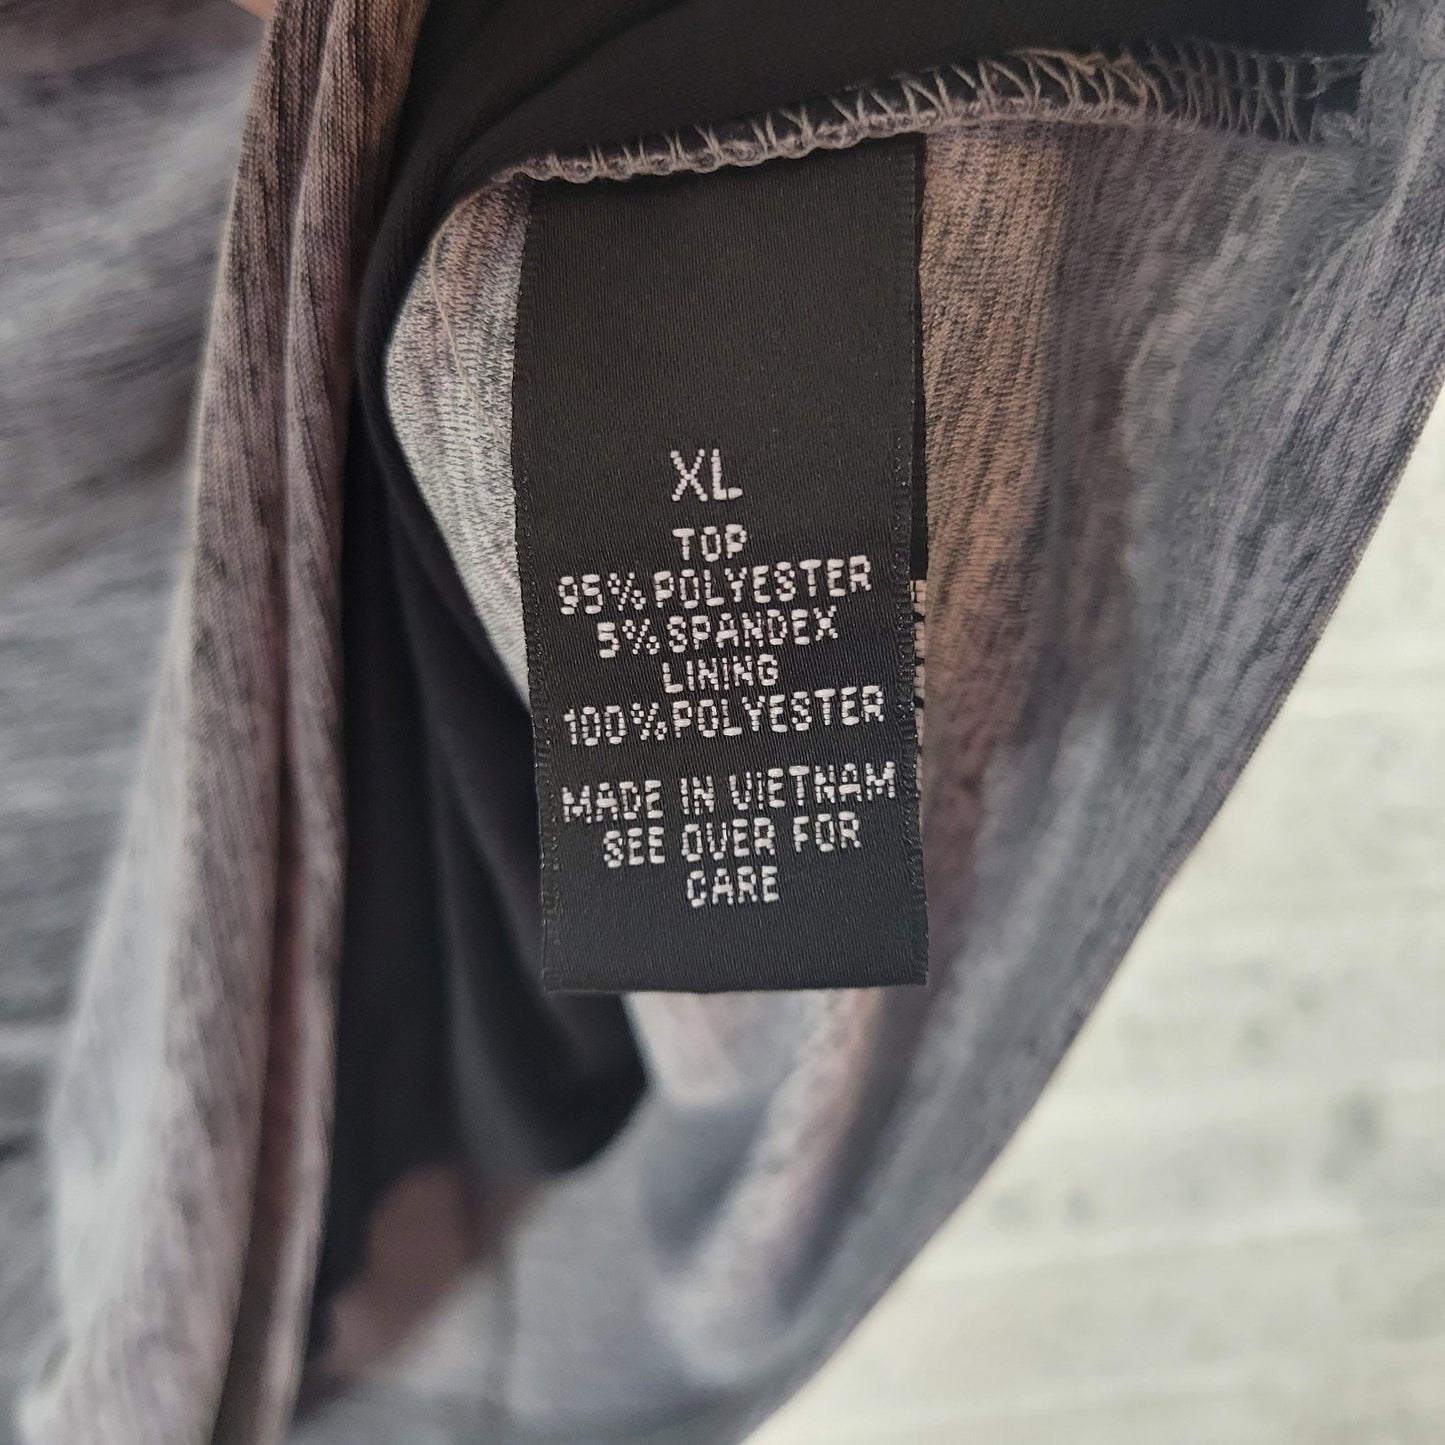 XL
TOP
95% POLYESTER
5% SPANDEX
LINING
100% POLYESTER
MADE IN VIETNAM
SEE OVER FOR
CARE